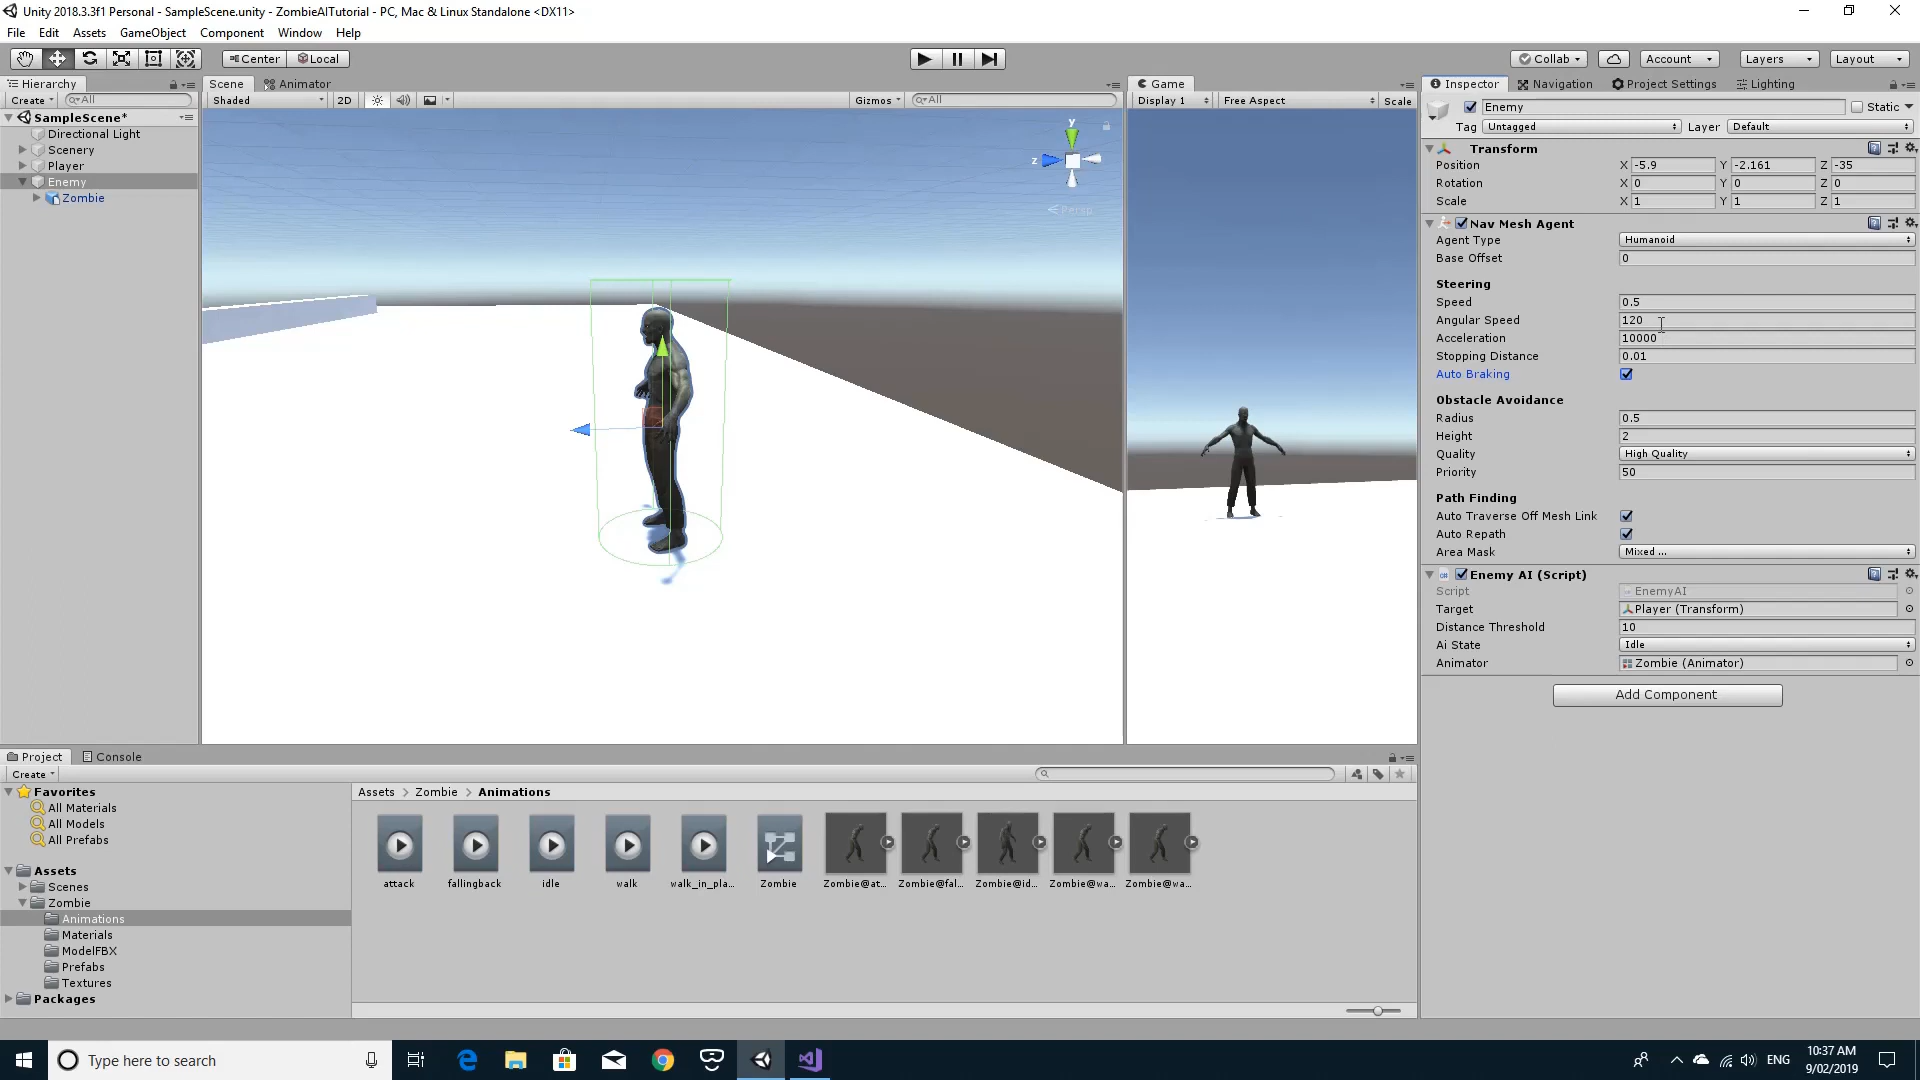 Unity 2018.3.3f1 Personal - SampleScene.unity - ZombieAITutorial - PC, Mac & Linux Standalone <DX11>
File Edit Assets GameObject Component Window Help
Center Local Collab Account Layers Layout
Hierarchy Scene Animator Game Inspector Navigation Project Settings Lighting
Create All Shaded 2D Gizmos All Display 1 Free Aspect Scale
Enemy Static
Tag Untagged Layer Default
SampleScene*
Directional Light
Scenery
Player
Enemy
Zombie
y
z
Persp
Transform
Position X -5.9 Y -2.161 Z -35
Rotation X 0 Y 0 Z 0
Scale X 1 Y 1 Z 1
Nav Mesh Agent
Agent Type Humanoid
Base Offset 0
Steering
Speed 0.5
Angular Speed 120
Acceleration 10000
Stopping Distance 0.01
Auto Braking
Obstacle Avoidance
Radius 0.5
Height 2
Quality High Quality
Priority 50
Path Finding
Auto Traverse Off Mesh Link
Auto Repath
Area Mask Mixed ...
Enemy AI (Script)
Script EnemyAI
Target Player (Transform)
Distance Threshold 10
Ai State Idle
Animator Zombie (Animator)
Add Component
Project Console
Create
Favorites
All Materials
All Models
All Prefabs
Assets
Scenes
Zombie
Animations
Materials
ModelFBX
Prefabs
Textures
Packages
Assets > Zombie > Animations
attack fallingback idle walk walk_in_pla... Zombie Zombie@at... Zombie@fal... Zombie@id... Zombie@wa... Zombie@wa...
Type here to search
ENG
10:37 AM
9/02/2019